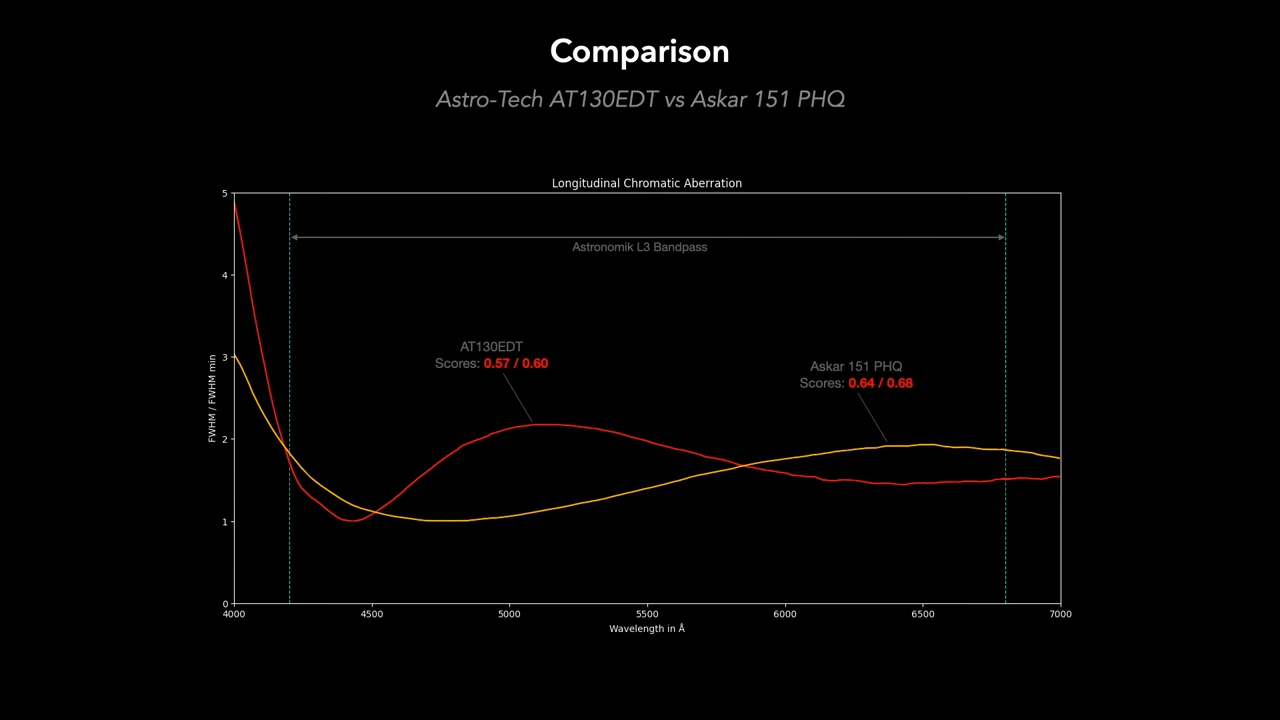 Comparison
Astro-Tech AT130EDT vs Askar 151 PHQ
Longitudinal Chromatic Aberration
Astronomik L3 Bandpass
AT130EDT
Scores: 0.57 / 0.60
Askar 151 PHQ
Scores: 0.64 / 0.68
FWHM / FWHM min
5
4
3
2
1
0
4000 4500 5000 5500 6000 6500 7000
Wavelength in Å